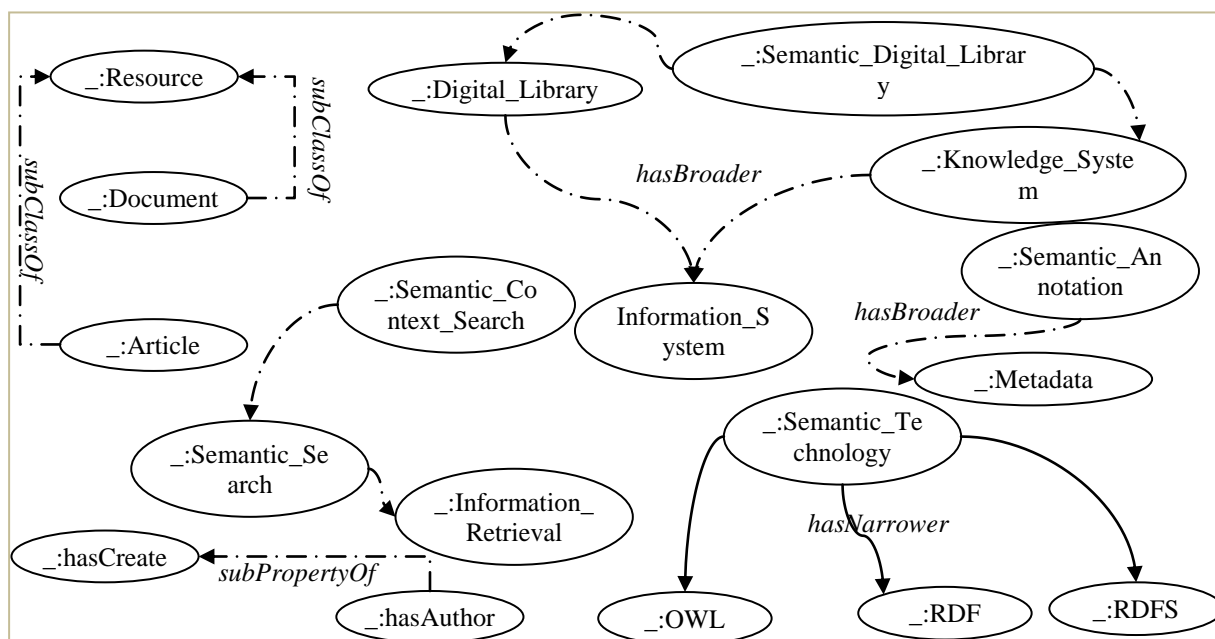 _:Semantic_Digital_Librar
y
_:Resource
_:Digital_Library
subClassOf
_:Knowledge_Syste
m
hasBroader
_:Document
subClassOf
_:Semantic_An
notation
_:Semantic_Co
ntext_Search
Information_S
ystem
hasBroader
_:Article
_:Metadata
_:Semantic_Te
chnology
_:Semantic_Se
arch
_:Information_
Retrieval
hasNarrower
_:hasCreate
subPropertyOf
_:hasAuthor
_:OWL
_:RDF
_:RDFS